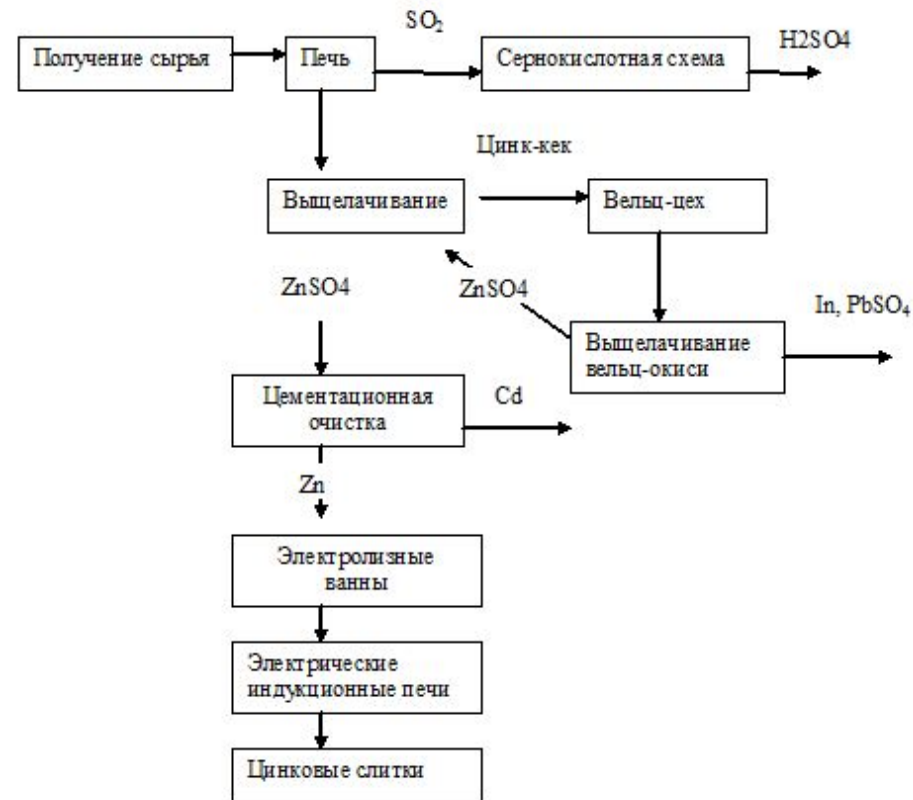 SO₂
Получение сырья
Печь
Сернокислотная схема
H2SO4
Цинк-кек
Выщелачивание
Вельц-цех
ZnSO4
ZnSO4
In, PbSO₄
Выщелачивание
вельц-окиси
Цементационная
очистка
Cd
Zn
Электролизные
ванны
Электрические
индукционные печи
Цинковые слитки